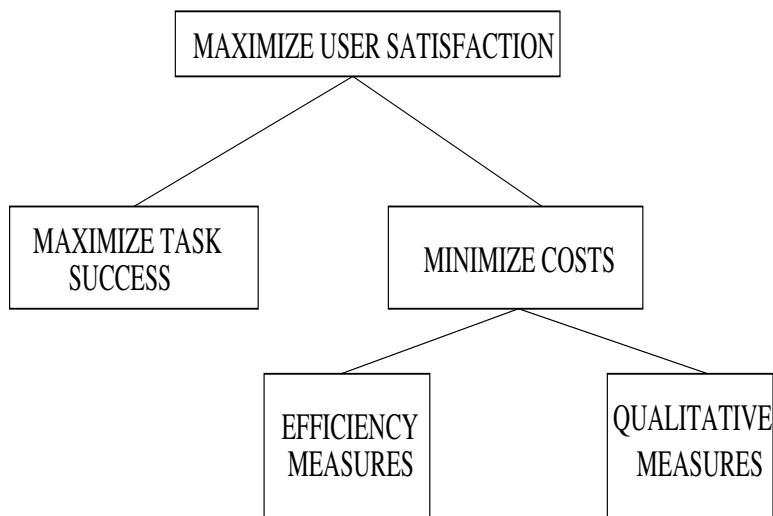 MAXIMIZE USER SATISFACTION
MAXIMIZE TASK
SUCCESS
MINIMIZE COSTS
EFFICIENCY
MEASURES
QUALITATIVE
MEASURES